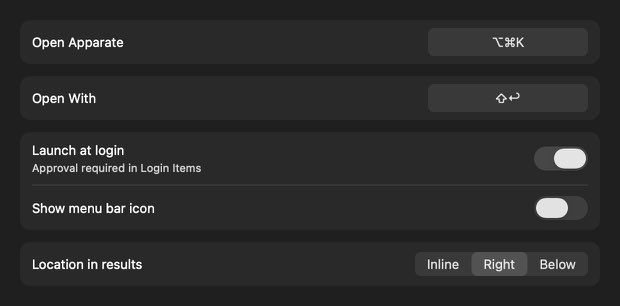 Open Apparate
⌥⌘K
Open With
⇧↩
Launch at login
Approval required in Login Items
Show menu bar icon
Location in results
Inline Right Below